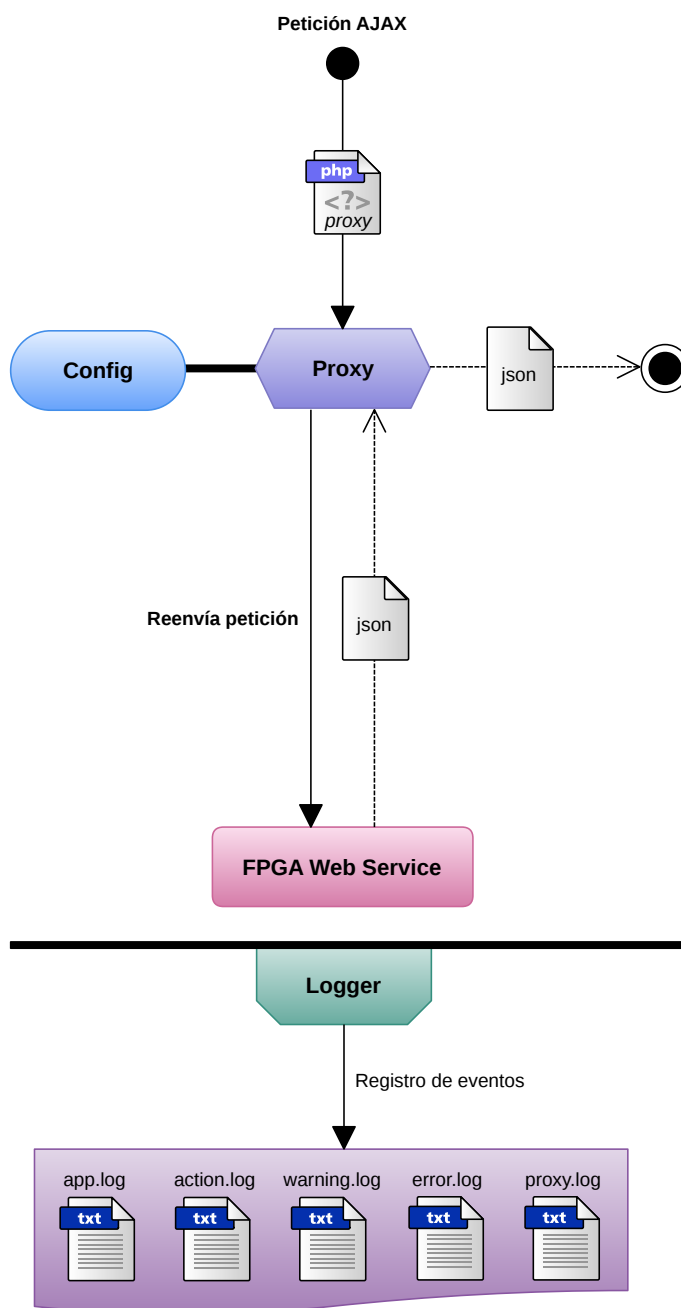 Petición AJAX
php
<?>
proxy
Config
Proxy
json
Reenvía petición
json
FPGA Web Service
Logger
Registro de eventos
app.log
action.log
warning.log
error.log
proxy.log
txt
txt
txt
txt
txt